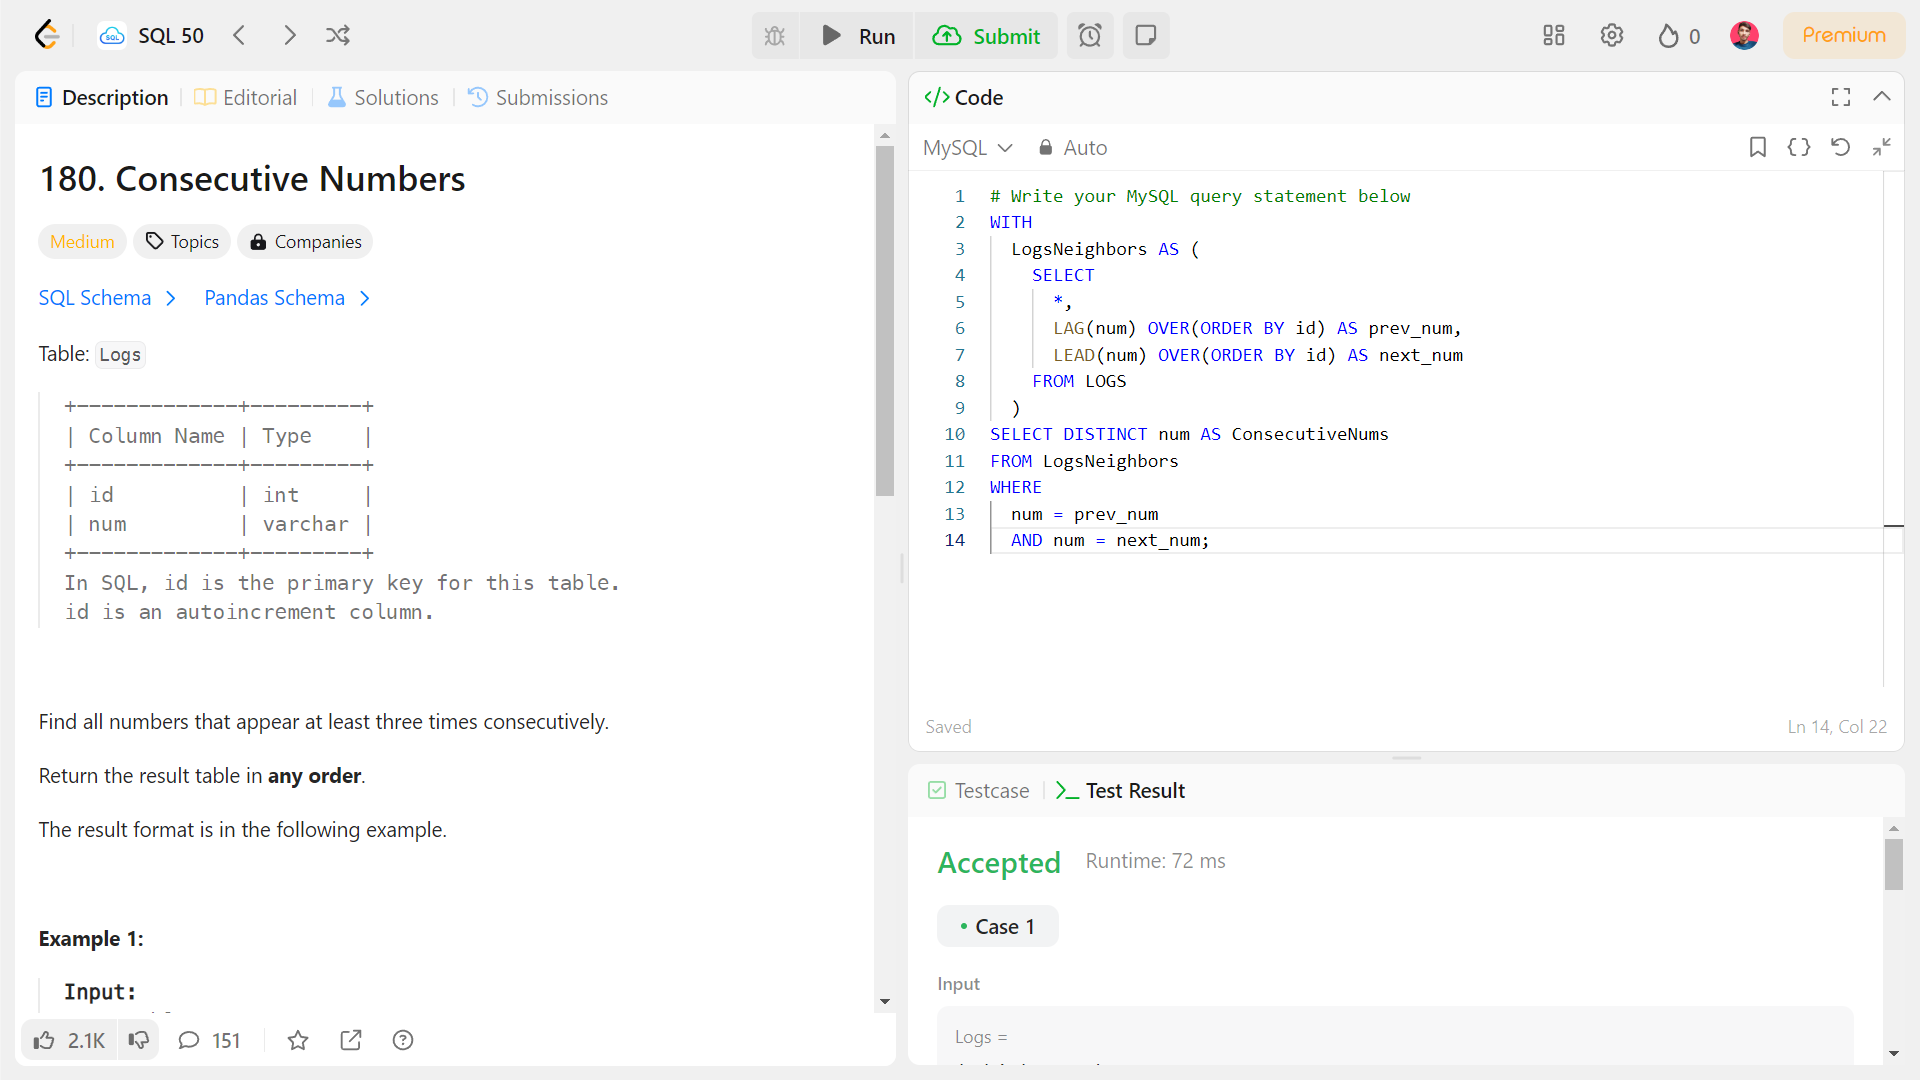 SQL 50
Run
Submit
0
Premium
Description
Editorial
Solutions
Submissions
180. Consecutive Numbers
Medium
Topics
Companies
SQL Schema
Pandas Schema
Table: Logs
+-------------+---------+
| Column Name | Type    |
+-------------+---------+
| id          | int     |
| num         | varchar |
+-------------+---------+
In SQL, id is the primary key for this table.
id is an autoincrement column.
Find all numbers that appear at least three times consecutively.
Return the result table in any order.
The result format is in the following example.
Example 1:
Input:
2.1K
151
</> Code
MySQL
Auto
1 # Write your MySQL query statement below
2 WITH
3   LogsNeighbors AS (
4     SELECT
5       *,
6       LAG(num) OVER(ORDER BY id) AS prev_num,
7       LEAD(num) OVER(ORDER BY id) AS next_num
8     FROM LOGS
9   )
10 SELECT DISTINCT num AS ConsecutiveNums
11 FROM LogsNeighbors
12 WHERE
13   num = prev_num
14   AND num = next_num;
Saved
Ln 14, Col 22
Testcase
Test Result
Accepted
Runtime: 72 ms
• Case 1
Input
Logs =